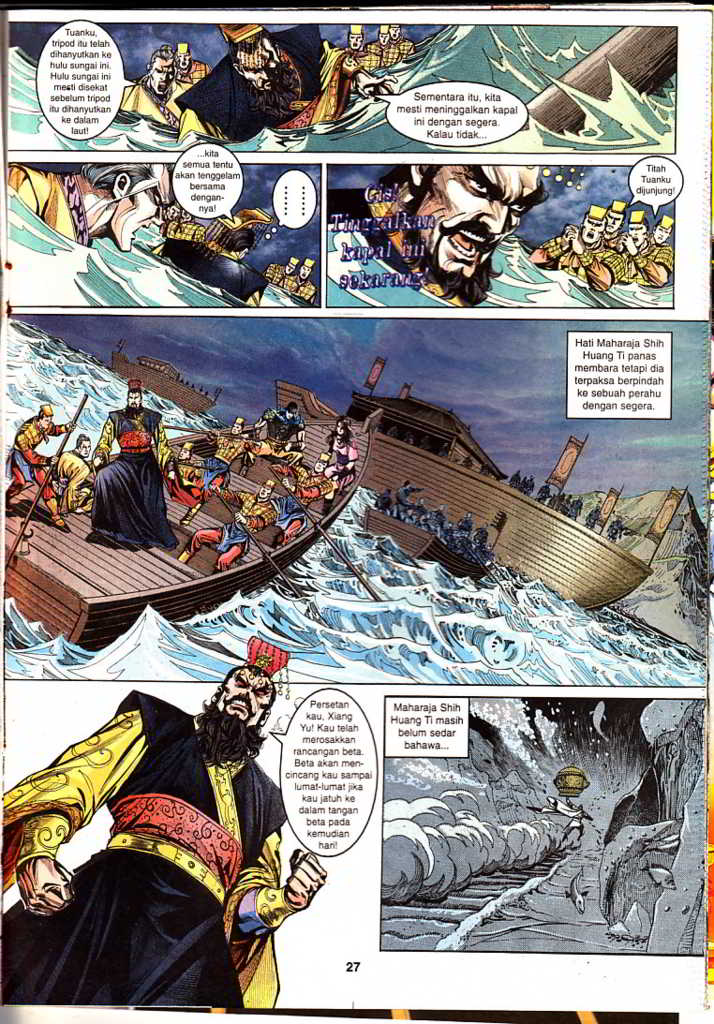 Tuanku,
tripod itu telah
dihanyutkan ke
hulu sungai ini.
Hulu sungai ini
mesti disekat
sebelum tripod
itu dihanyutkan
ke dalam
laut!
Sementara itu, kita
mesti meninggalkan kapal
ini dengan segera.
Kalau tidak...
...kita
semua tentu
akan tenggelam
bersama
dengan-
nya!
Cis!
Tinggalkan
kapal ini
sekarang!
Titah
Tuanku
dijunjung!
Hati Maharaja Shih
Huang Ti panas
membara tetapi dia
terpaksa berpindah
ke sebuah perahu
dengan segera.
Persetan
kau, Xiang
Yu! Kau telah
merosakkan
rancangan beta.
Beta akan men-
cincang kau sampai
lumat-lumat jika
kau jatuh ke
dalam tangan
beta pada
kemudian
hari!
Maharaja Shih
Huang Ti masih
belum sedar
bahawa...
27